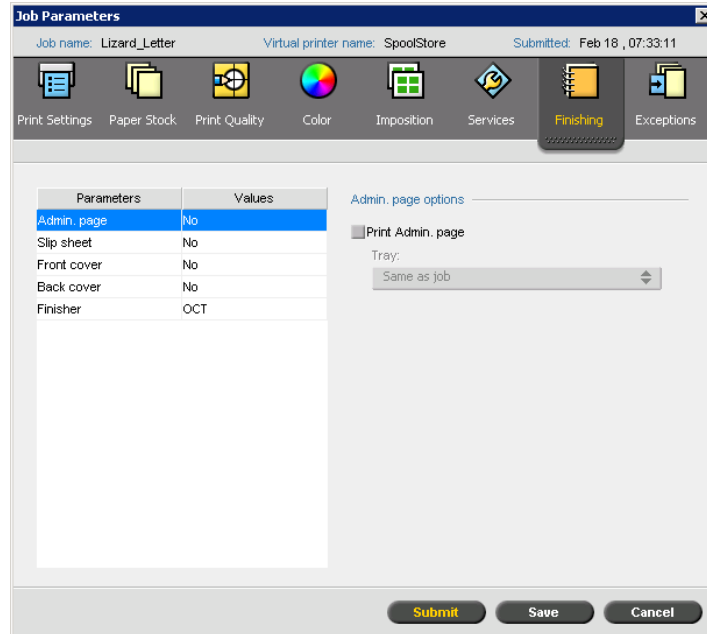 Job Parameters
Job name: Lizard_Letter Virtual printer name: SpoolStore Submitted: Feb 18 , 07:33:11
Print Settings Paper Stock Print Quality Color Imposition Services Finishing Exceptions
Parameters Values
Admin. page No
Slip sheet No
Front cover No
Back cover No
Finisher OCT
Admin. page options
Print Admin. page
Tray:
Same as job
Submit Save Cancel